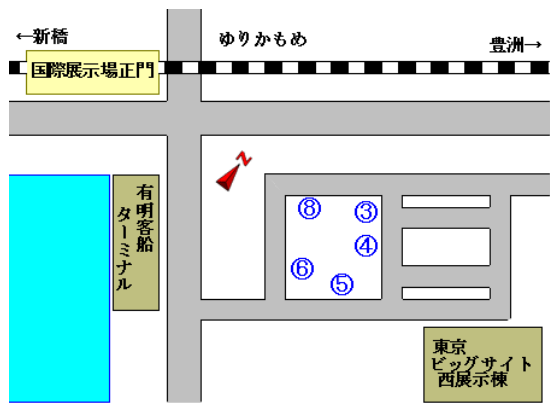 ←新橋
ゆりかもめ
豊洲→
国際展示場正門
N
有明客船
ターミナル
⑧
③
④
⑥
⑤
東京
ビッグサイト
西展示棟